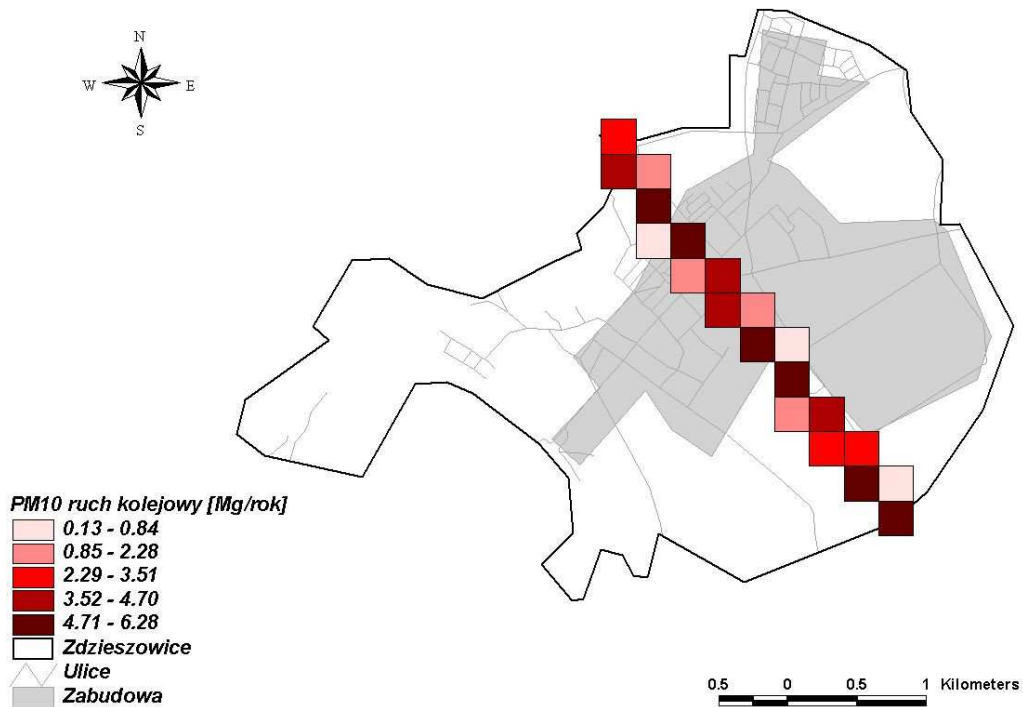 N
W E
S
PM10 ruch kolejowy [Mg/rok]
0.13 - 0.84
0.85 - 2.28
2.29 - 3.51
3.52 - 4.70
4.71 - 6.28
Zdzieszowice
Ulice
Zabudowa
0.5 0 0.5 1 Kilometers